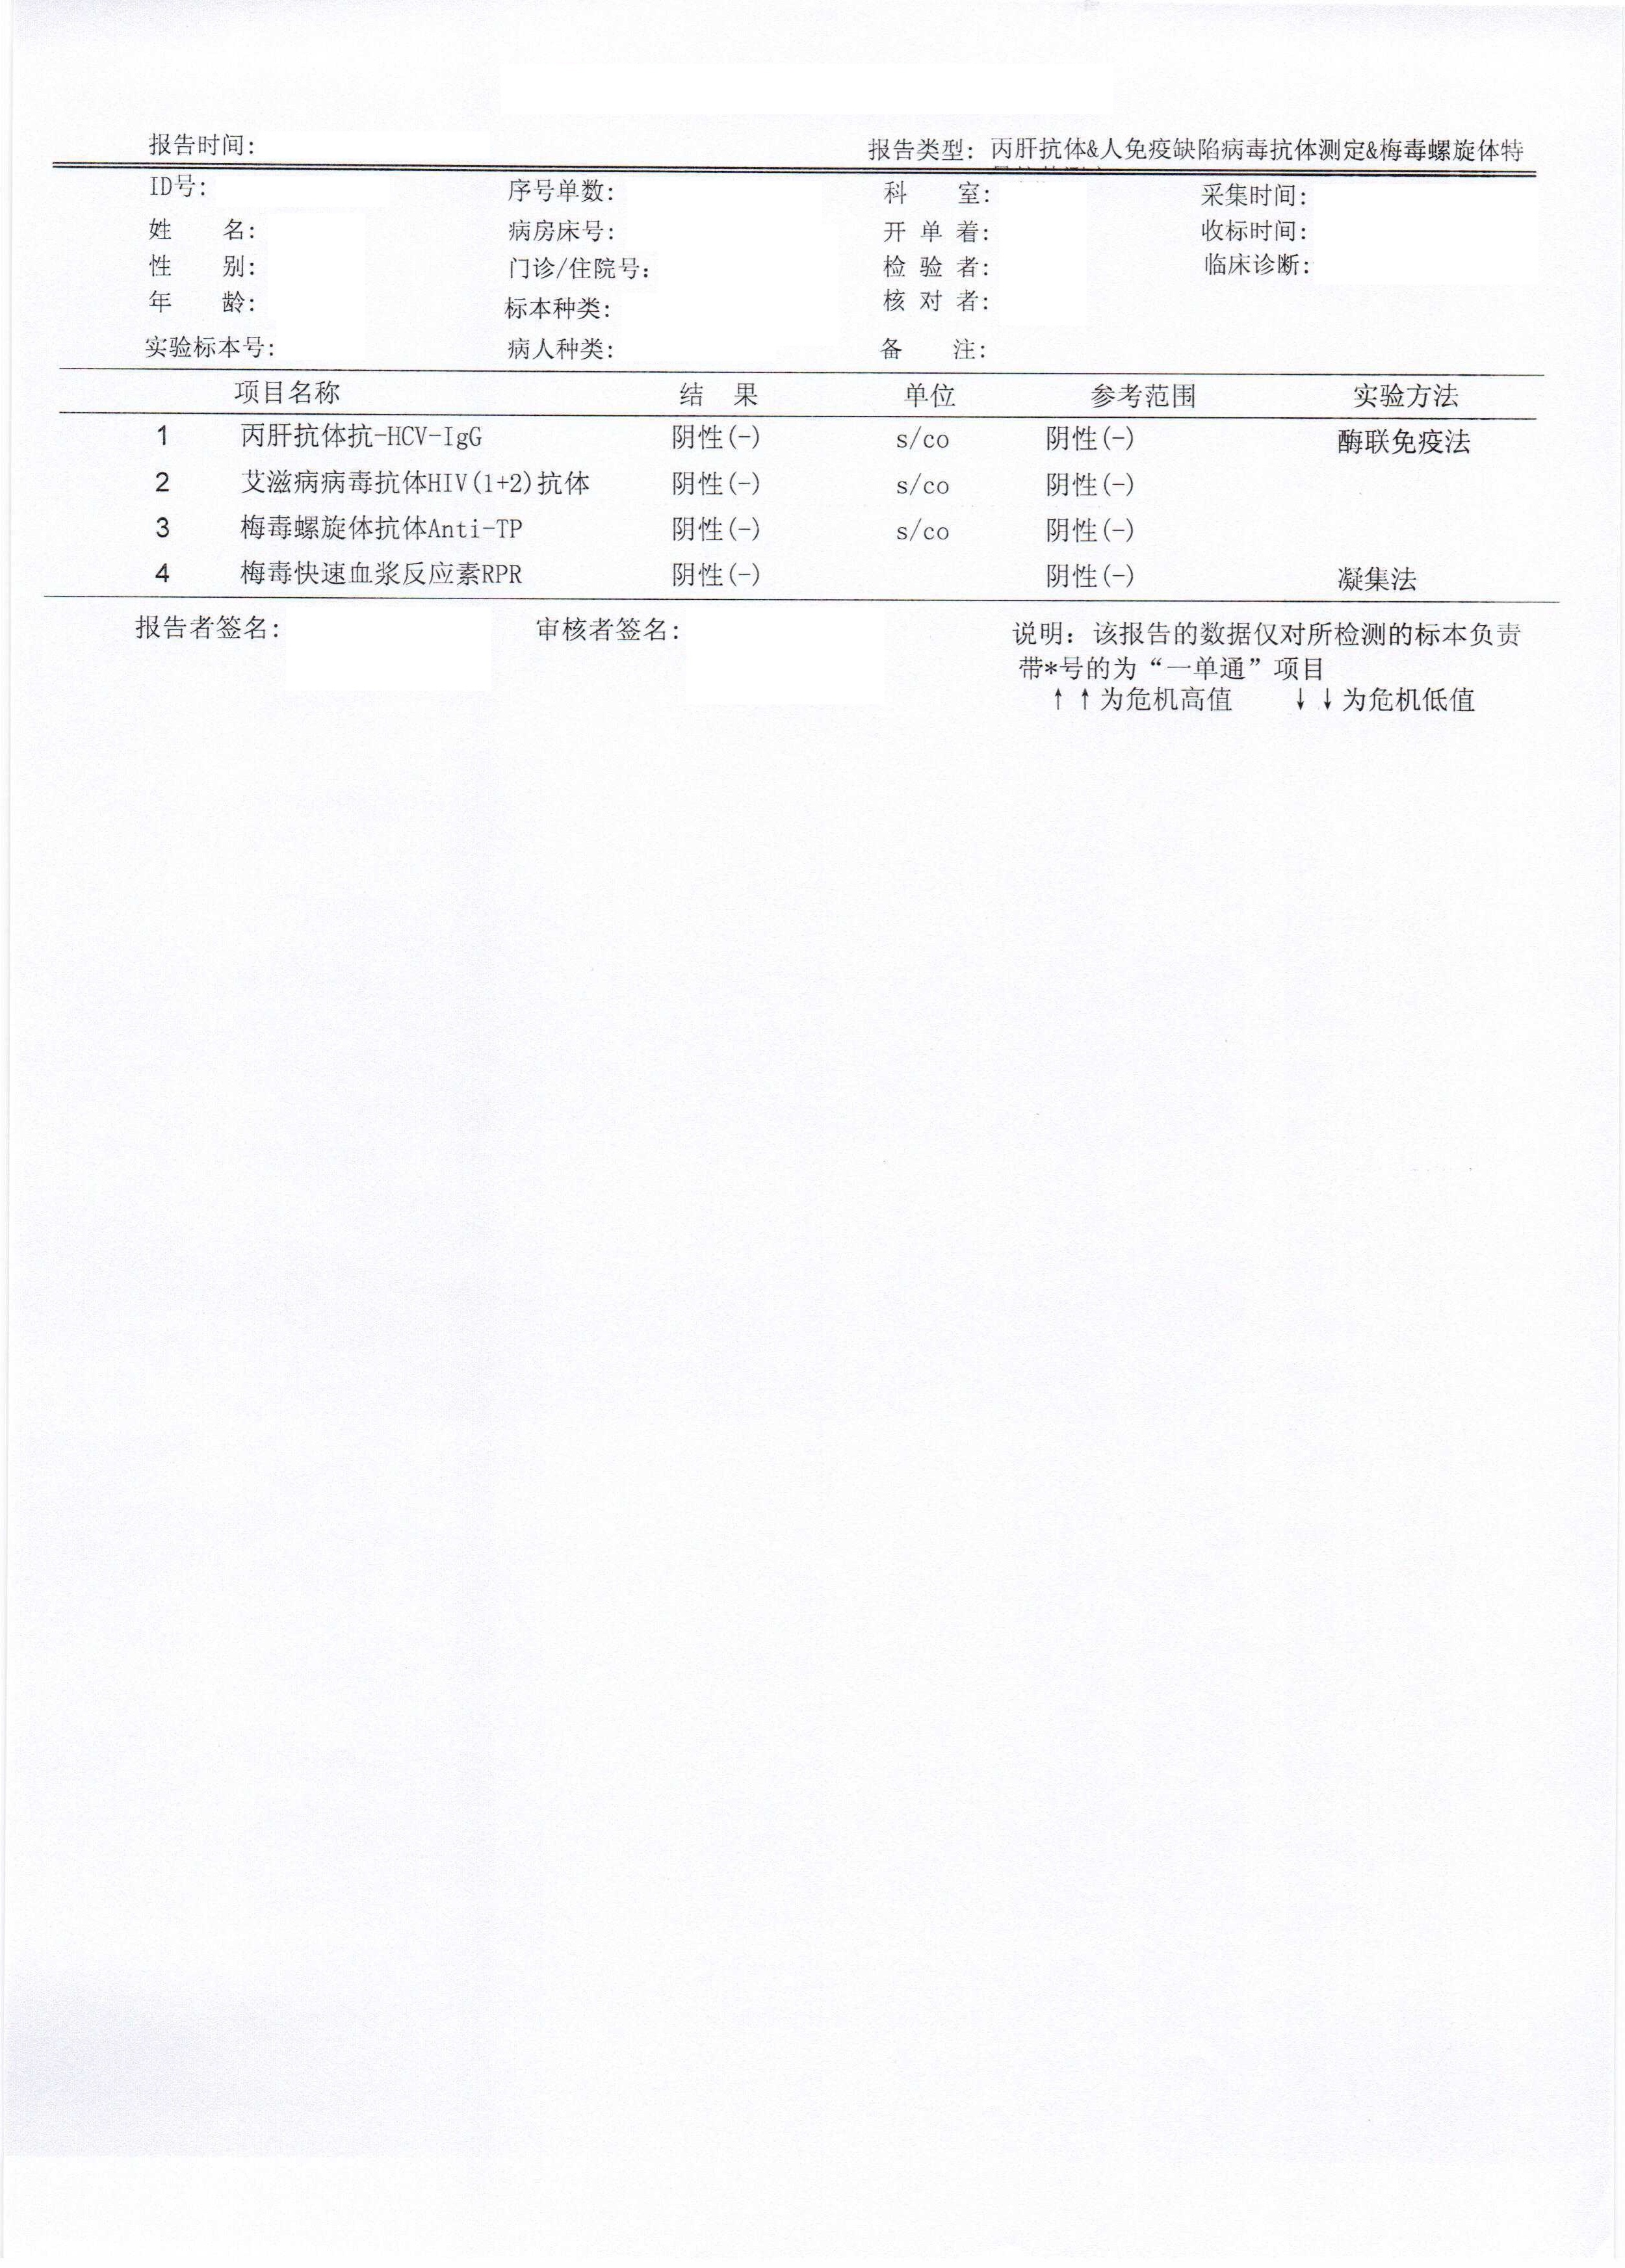 报告时间:
报告类型: 丙肝抗体&人免疫缺陷病毒抗体测定&梅毒螺旋体特
ID号: 序号单数: 科 室: 采集时间:
姓 名: 病房床号: 开 单 着: 收标时间:
性 别: 门诊/住院号: 检 验 者: 临床诊断:
年 龄: 标本种类: 核 对 者:
实验标本号: 病人种类: 备 注:
项目名称 结 果 单位 参考范围 实验方法
1 丙肝抗体抗-HCV-IgG 阴性(-) s/co 阴性(-) 酶联免疫法
2 艾滋病病毒抗体HIV(1+2)抗体 阴性(-) s/co 阴性(-)
3 梅毒螺旋体抗体Anti-TP 阴性(-) s/co 阴性(-)
4 梅毒快速血浆反应素RPR 阴性(-) 阴性(-) 凝集法
报告者签名: 审核者签名: 说明: 该报告的数据仅对所检测的标本负责
带*号的为“一单通”项目
↑↑为危机高值 ↓↓为危机低值